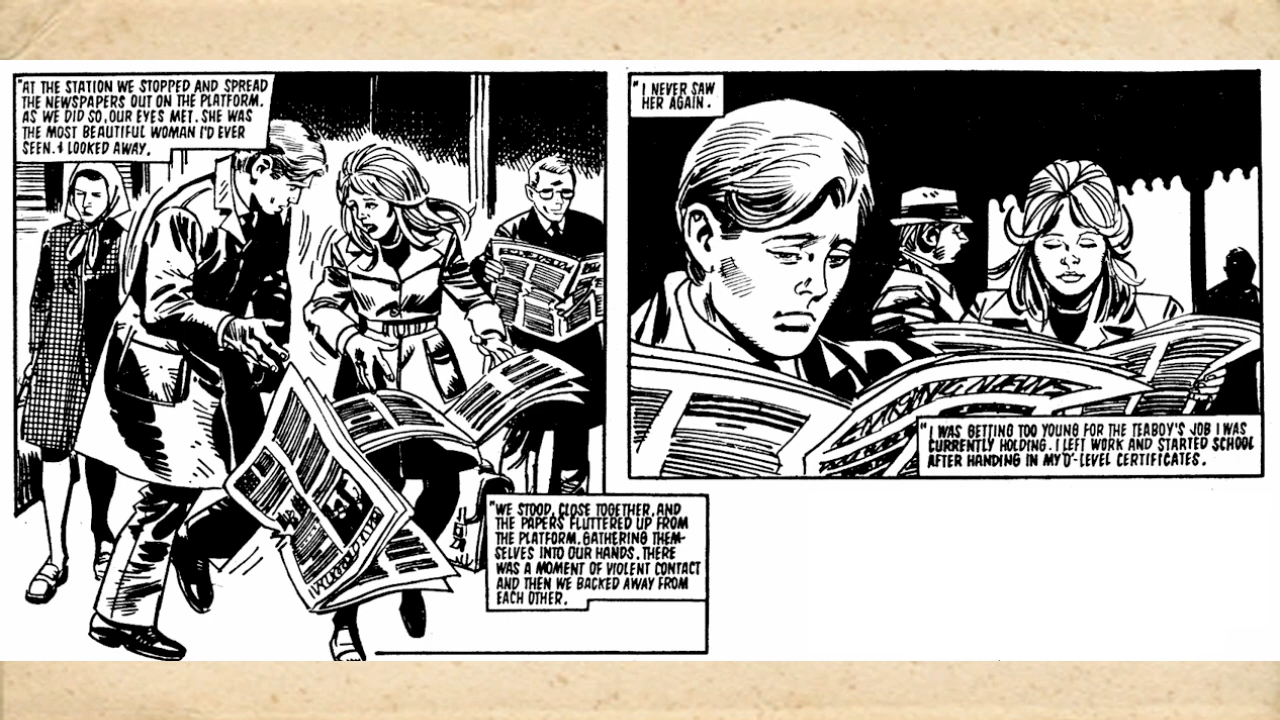 "AT THE STATION WE STOPPED AND SPREAD
THE NEWSPAPERS OUT ON THE PLATFORM.
AS WE DID SO, OUR EYES MET. SHE WAS
THE MOST BEAUTIFUL WOMAN I'D EVER
SEEN. I LOOKED AWAY.
"WE STOOD, CLOSE TOGETHER, AND
THE PAPERS FLUTTERED UP FROM
THE PLATFORM, GATHERING THEM-
SELVES INTO OUR HANDS. THERE
WAS A MOMENT OF VIOLENT CONTACT
AND THEN WE BACKED AWAY FROM
EACH OTHER.
"I NEVER SAW
HER AGAIN.
NEWS
"I WAS GETTING TOO YOUNG FOR THE TEABOY'S JOB I WAS
CURRENTLY HOLDING. I LEFT WORK AND STARTED SCHOOL
AFTER HANDING IN MY 'O'-LEVEL CERTIFICATES.